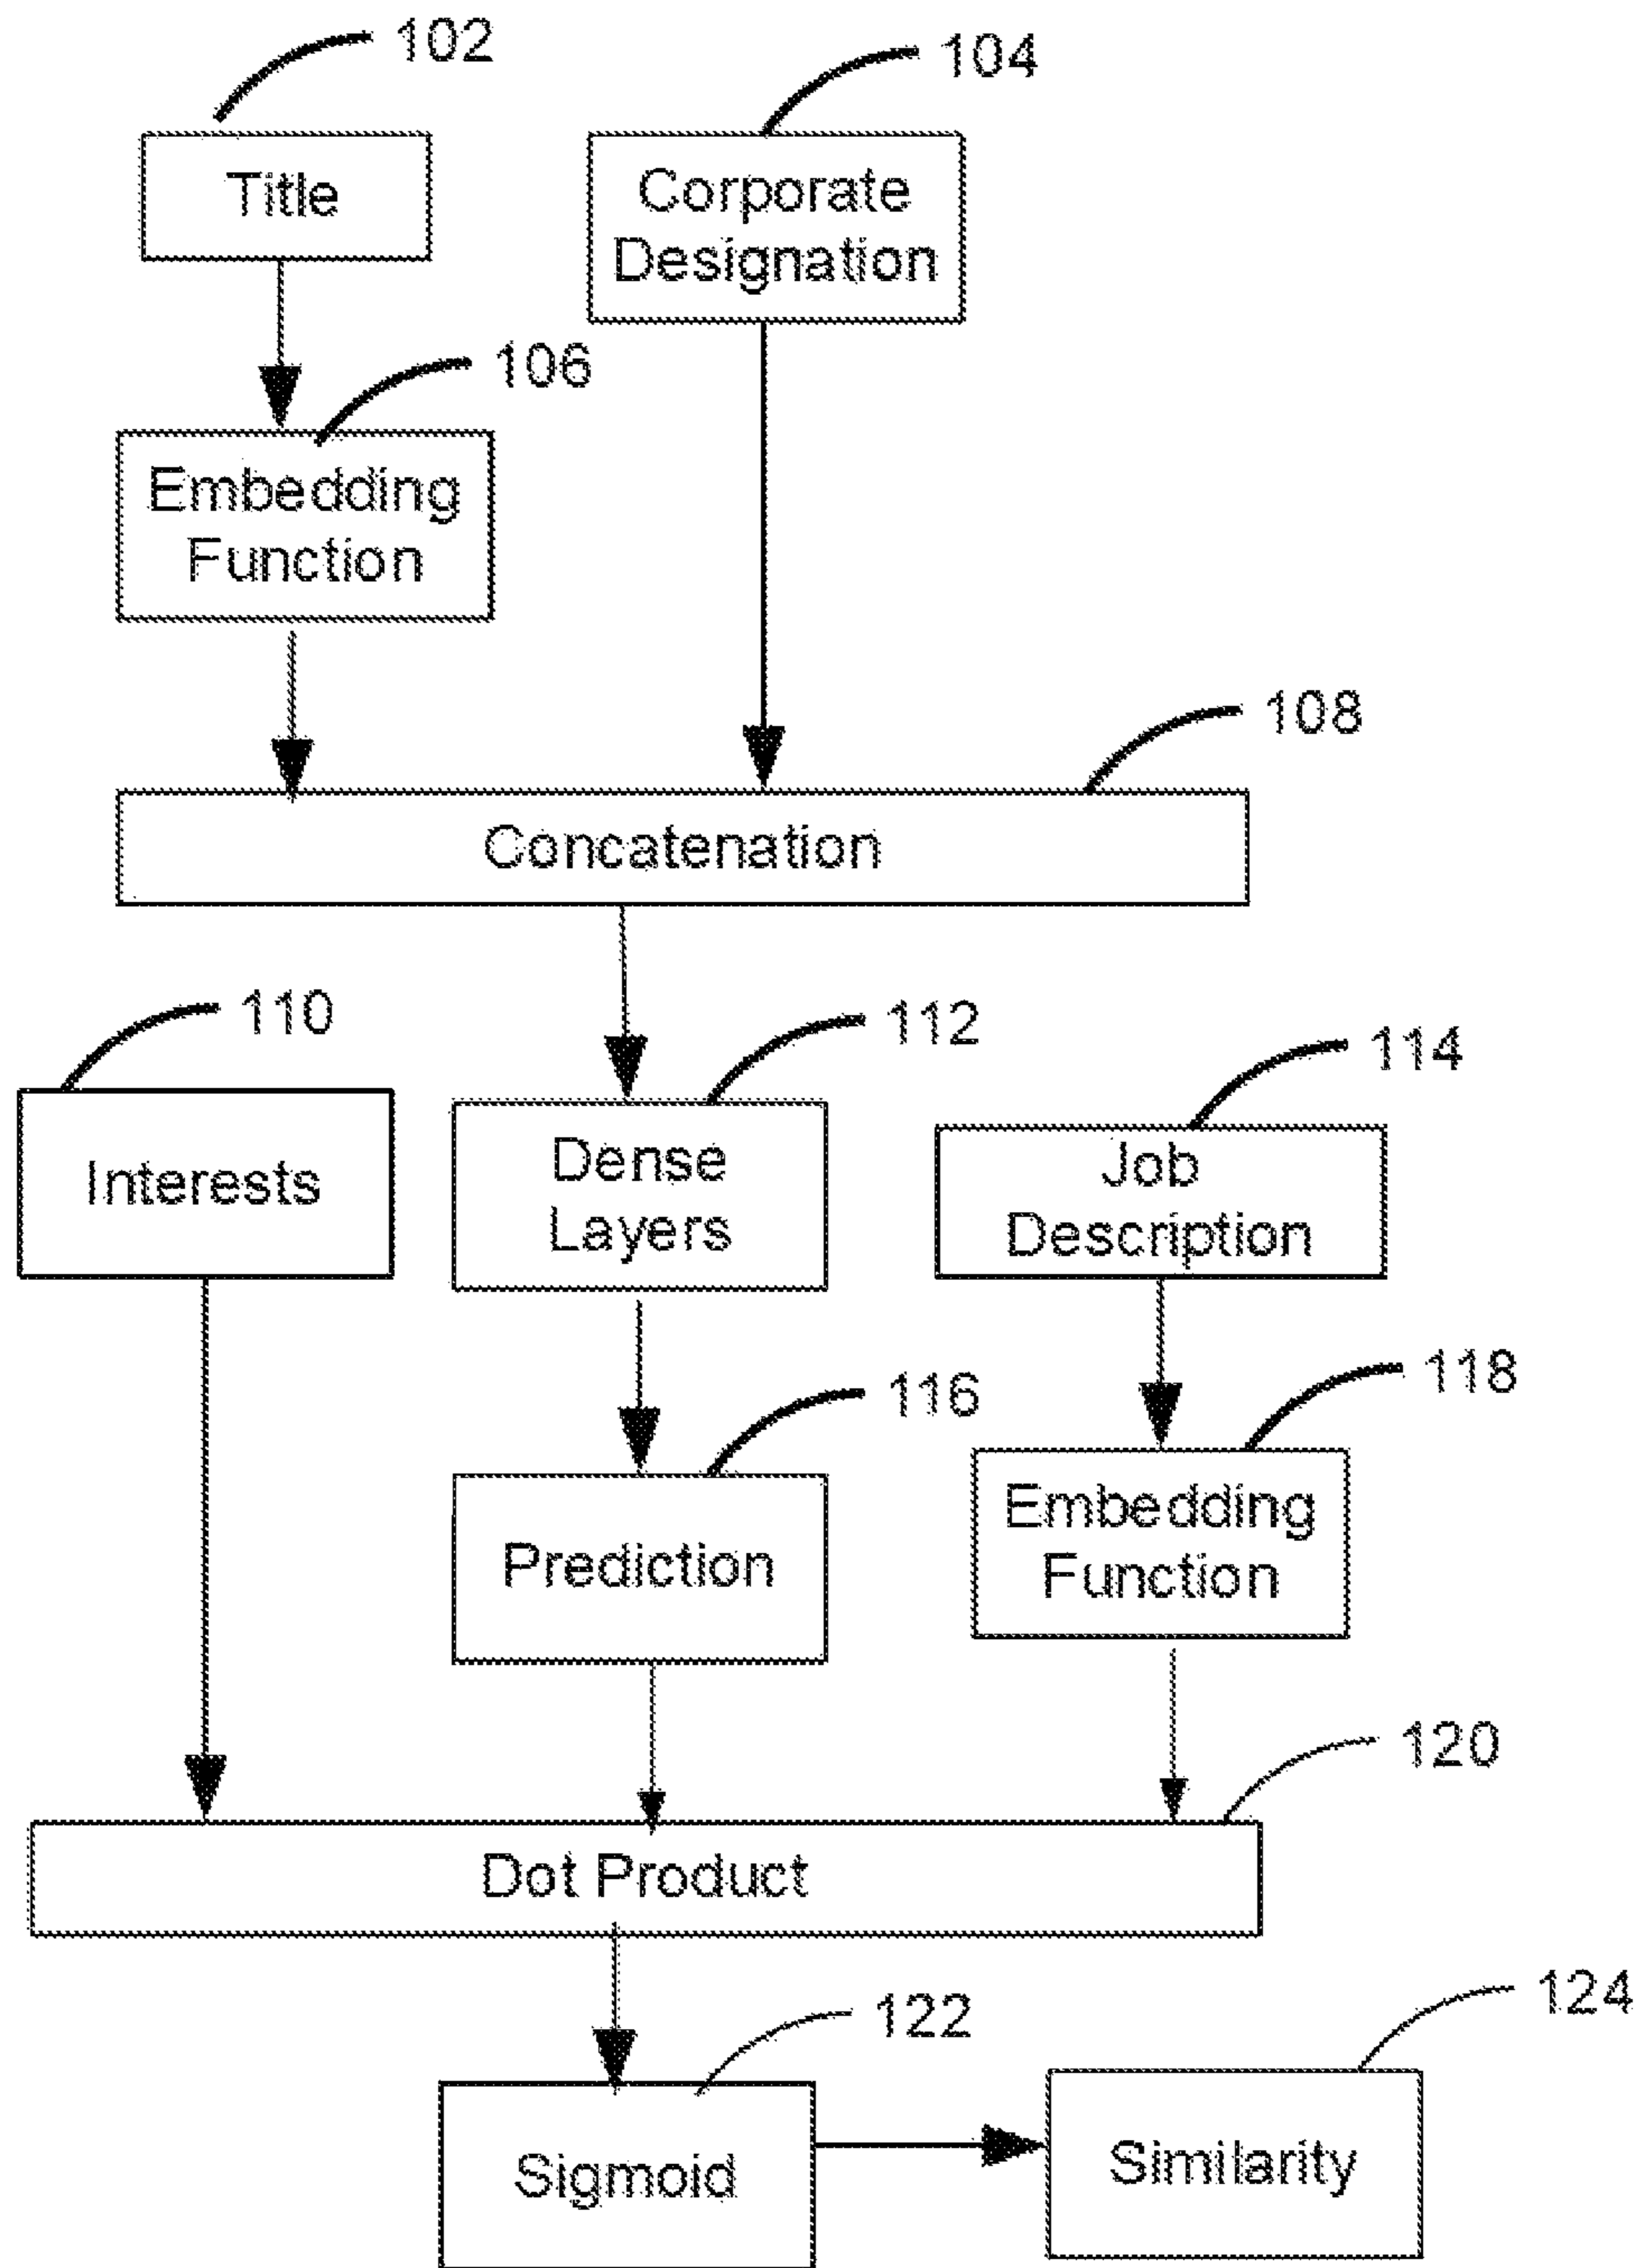 102
104
Title
Corporate
Designation
106
Embedding
Function
108
Concatenation
110
112
114
Interests
Dense
Layers
Job
Description
116
118
Prediction
Embedding
Function
120
Dot Product
122
124
Sigmoid
Similarity